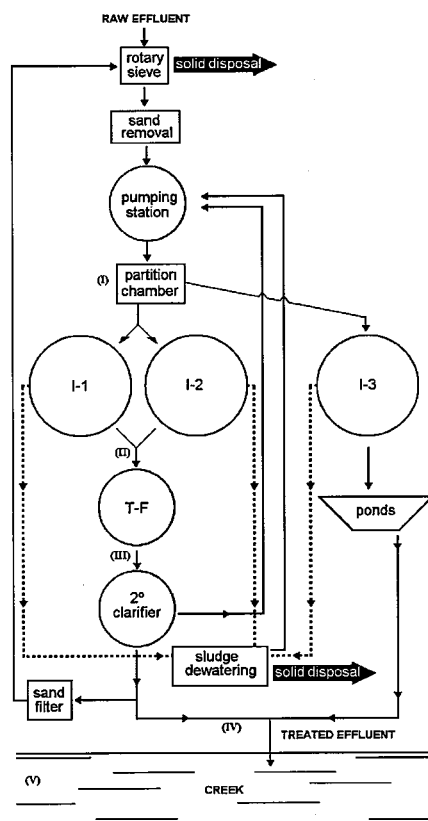 RAW EFFLUENT
rotary
sieve
solid disposal
sand
removal
pumping
station
(I)
partition
chamber
I-1
I-2
I-3
(II)
T-F
ponds
(III)
2º
clarifier
sludge
dewatering
solid disposal
sand
filter
(IV)
TREATED EFFLUENT
(V)
CREEK